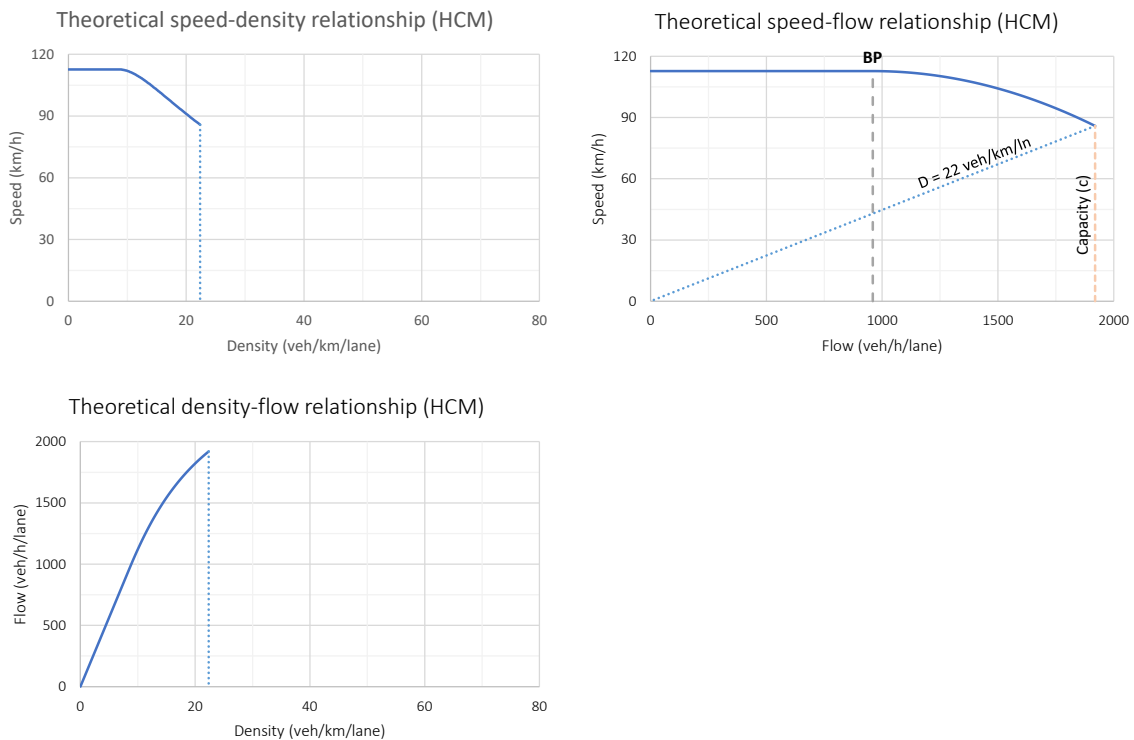 Theoretical speed-density relationship (HCM)
120
90
60
30
0
Speed (km/h)
0 20 40 60 80
Density (veh/km/lane)
Theoretical speed-flow relationship (HCM)
120
90
60
30
0
Speed (km/h)
BP
D = 22 veh/km/ln
Capacity (c)
0 500 1000 1500 2000
Flow (veh/h/lane)
Theoretical density-flow relationship (HCM)
2000
1500
1000
500
0
Flow (veh/h/lane)
0 20 40 60 80
Density (veh/km/lane)